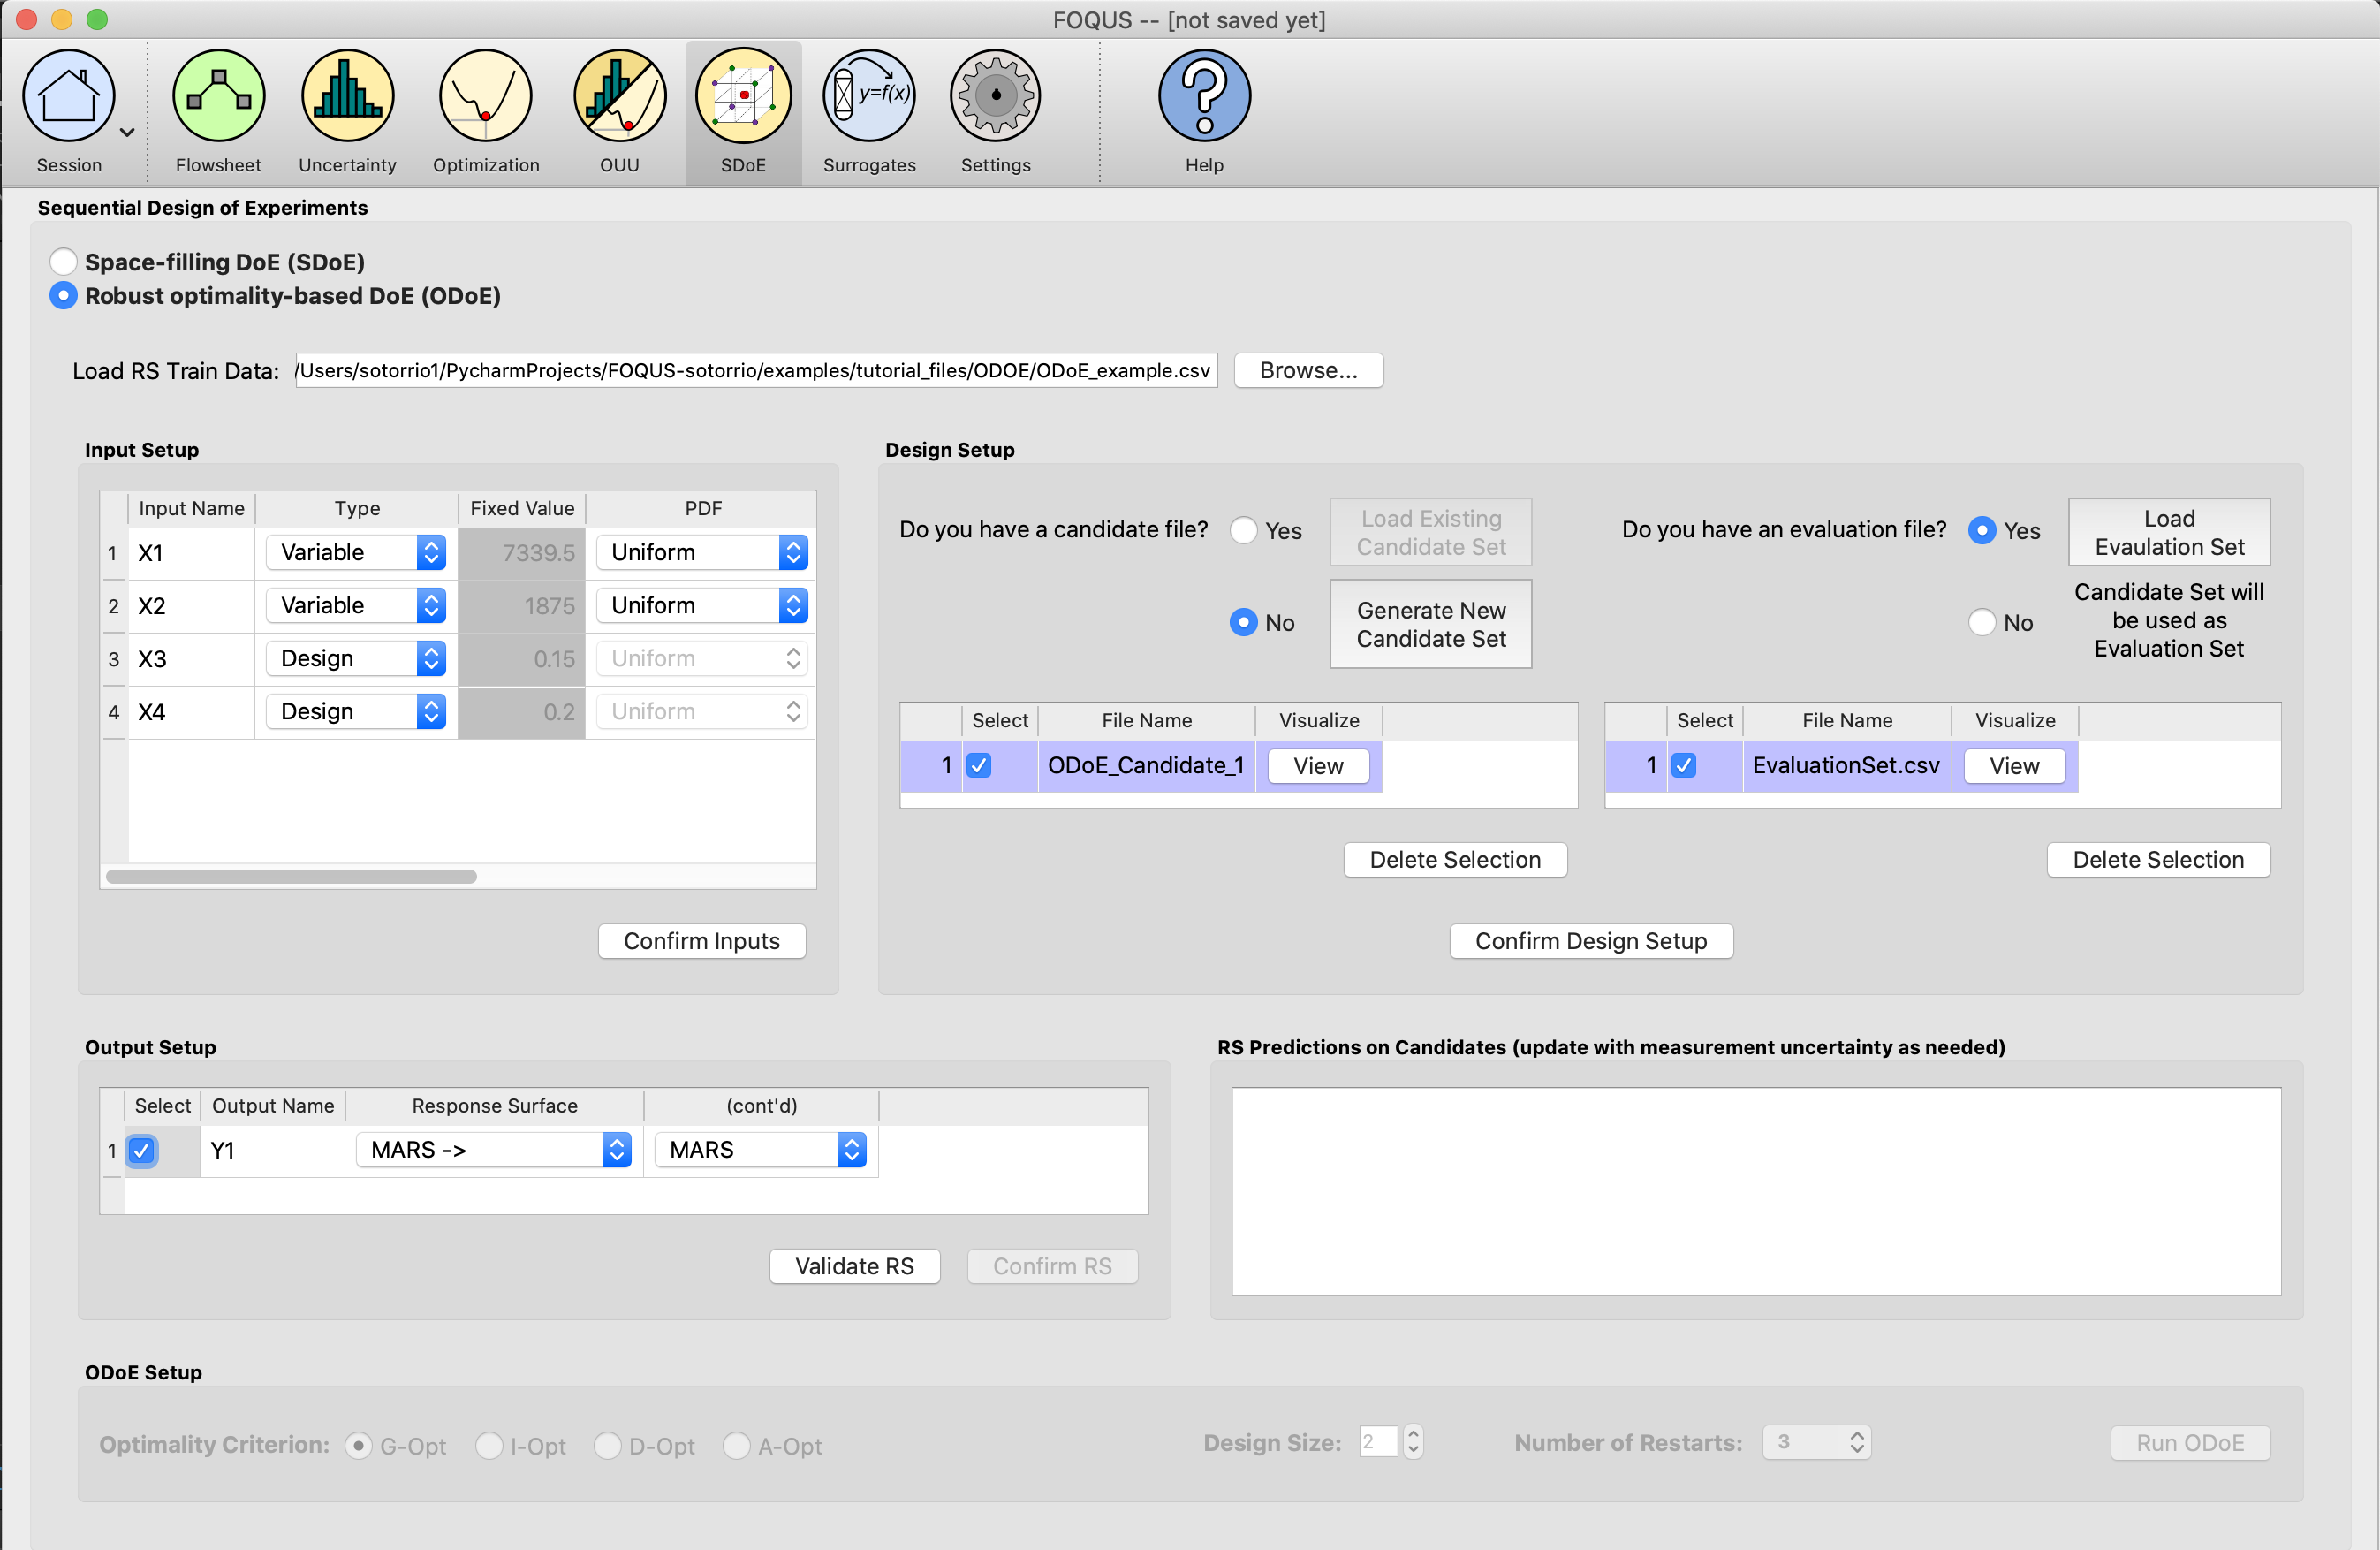 FOQUS -- [not saved yet]
y=f(x)
Session
Flowsheet
Uncertainty
Optimization
OUU
SDoE
Surrogates
Settings
Help
Sequential Design of Experiments
Space-filling DoE (SDoE)
Robust optimality-based DoE (ODoE)
Load RS Train Data: /Users/sotorrio1/PycharmProjects/FOQUS-sotorrio/examples/tutorial_files/ODOE/ODoE_example.csv Browse...
Input Setup
Input Name Type Fixed Value PDF
1 X1 Variable 7339.5 Uniform
2 X2 Variable 1875 Uniform
3 X3 Design 0.15 Uniform
4 X4 Design 0.2 Uniform
Confirm Inputs
Design Setup
Do you have a candidate file? Yes
Load Existing
Candidate Set
No
Generate New
Candidate Set
Do you have an evaluation file? Yes
Load
Evaulation Set
No
Candidate Set will
be used as
Evaluation Set
Select File Name Visualize
1 ODoE_Candidate_1 View
Delete Selection
Select File Name Visualize
1 EvaluationSet.csv View
Delete Selection
Confirm Design Setup
Output Setup
Select Output Name Response Surface (cont'd)
1 Y1 MARS -> MARS
Validate RS Confirm RS
RS Predictions on Candidates (update with measurement uncertainty as needed)
ODoE Setup
Optimality Criterion: G-Opt I-Opt D-Opt A-Opt Design Size: 2 Number of Restarts: 3 Run ODoE